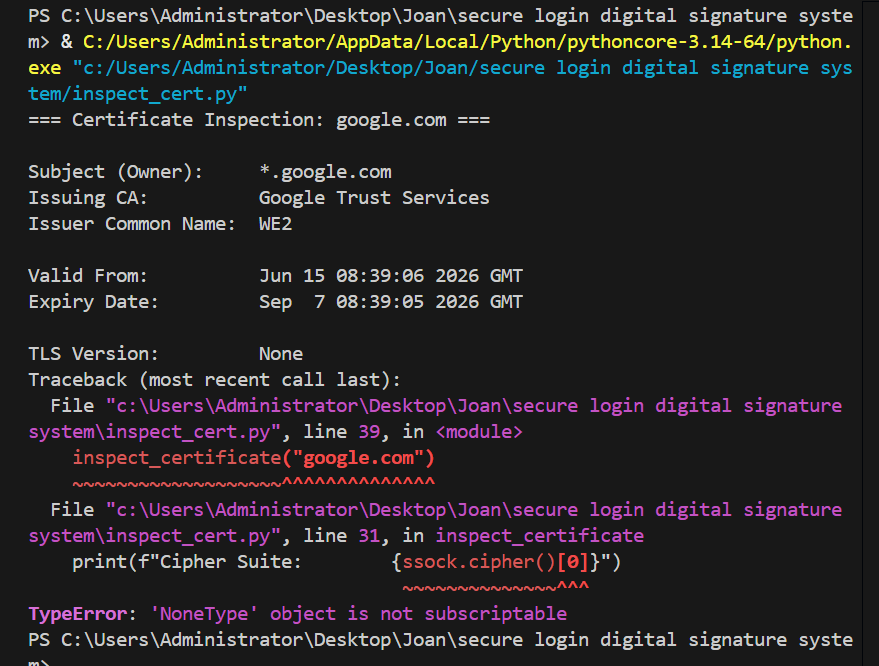 PS C:\Users\Administrator\Desktop\Joan\secure login digital signature syste
m> & C:/Users/Administrator/AppData/Local/Python/pythoncore-3.14-64/python.
exe "c:/Users/Administrator/Desktop/Joan/secure login digital signature sys
tem/inspect_cert.py"
=== Certificate Inspection: google.com ===
Subject (Owner):     *.google.com
Issuing CA:          Google Trust Services
Issuer Common Name:  WE2
Valid From:          Jun 15 08:39:06 2026 GMT
Expiry Date:         Sep  7 08:39:05 2026 GMT
TLS Version:         None
Traceback (most recent call last):
  File "c:\Users\Administrator\Desktop\Joan\secure login digital signature
system\inspect_cert.py", line 39, in <module>
    inspect_certificate("google.com")
    ~~~~~~~~~~~~~~~~~~~^^^^^^^^^^^^^^
  File "c:\Users\Administrator\Desktop\Joan\secure login digital signature
system\inspect_cert.py", line 31, in inspect_certificate
    print(f"Cipher Suite:        {ssock.cipher()[0]}")
                                  ~~~~~~~~~~~~~~^^^
TypeError: 'NoneType' object is not subscriptable
PS C:\Users\Administrator\Desktop\Joan\secure login digital signature syste
m>